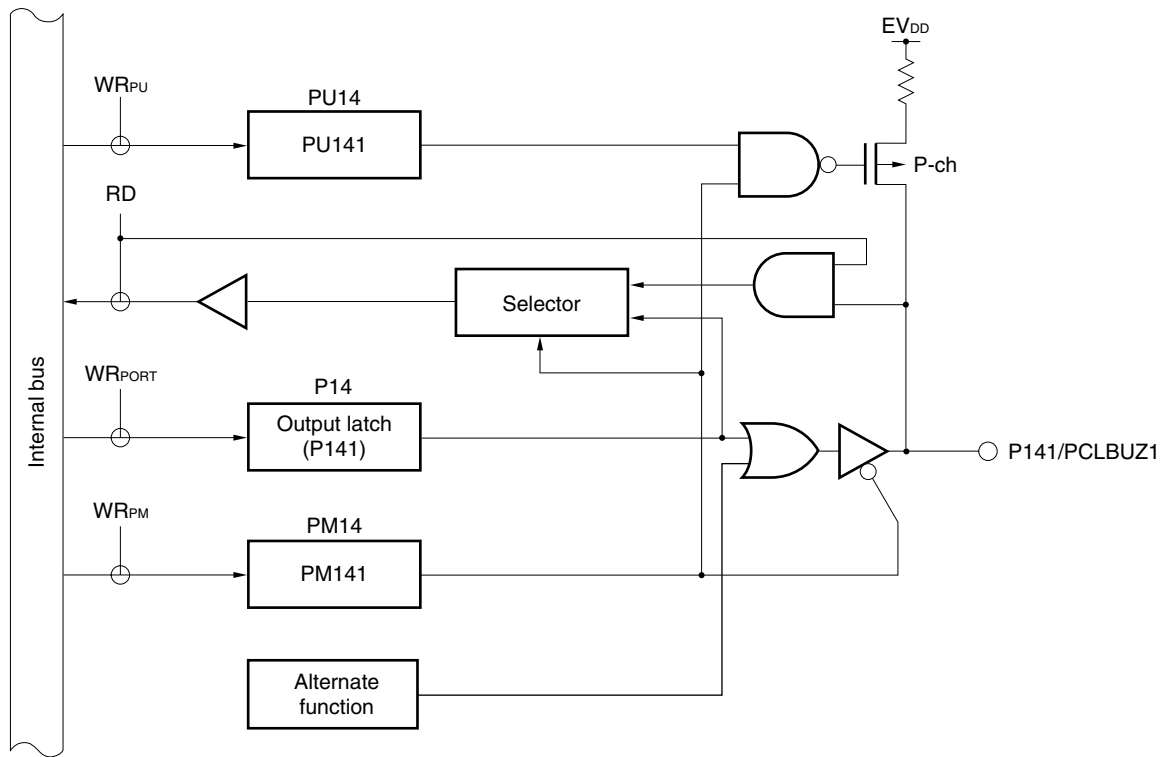 EVDD
WRPU
PU14
PU141
P-ch
RD
Selector
Internal bus
WRPORT
P14
Output latch
(P141)
P141/PCLBUZ1
WRPM
PM14
PM141
Alternate
function